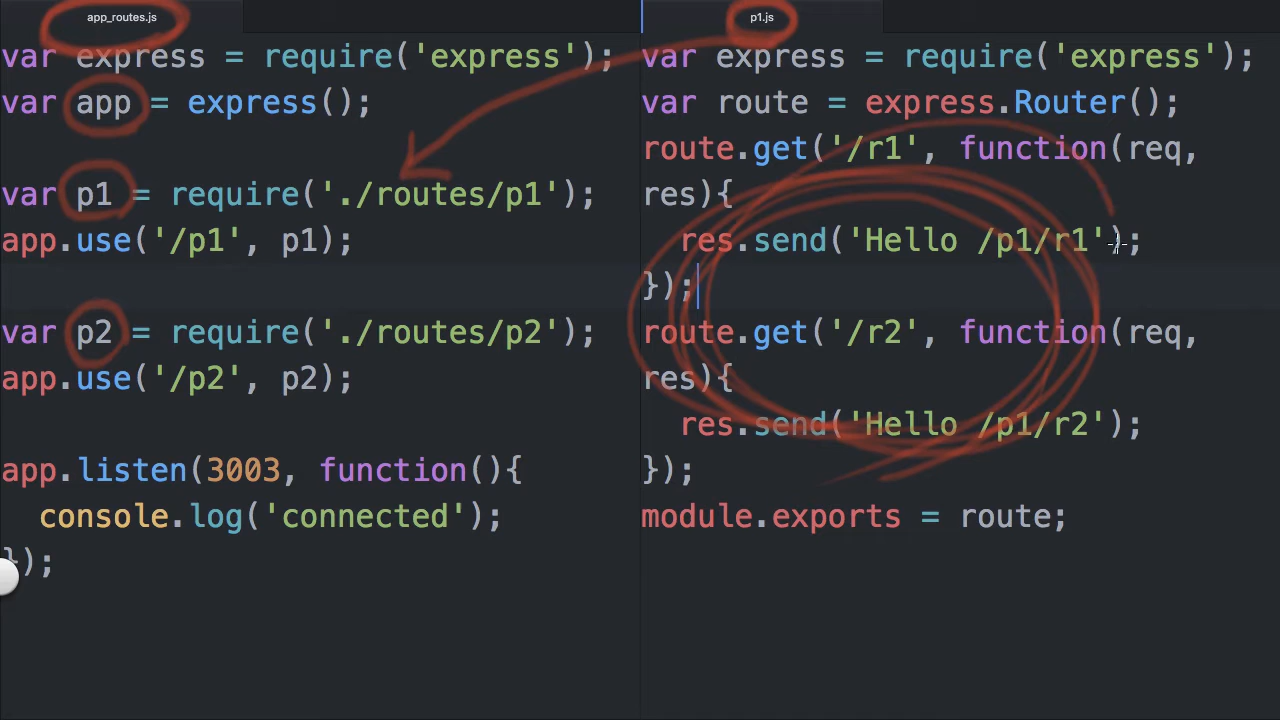 app_routes.js
var express = require('express');
var app = express();
var p1 = require('./routes/p1');
app.use('/p1', p1);
var p2 = require('./routes/p2');
app.use('/p2', p2);
app.listen(3003, function(){
  console.log('connected');
});
p1.js
var express = require('express');
var route = express.Router();
route.get('/r1', function(req,
res){
  res.send('Hello /p1/r1');
});
route.get('/r2', function(req,
res){
  res.send('Hello /p1/r2');
});
module.exports = route;